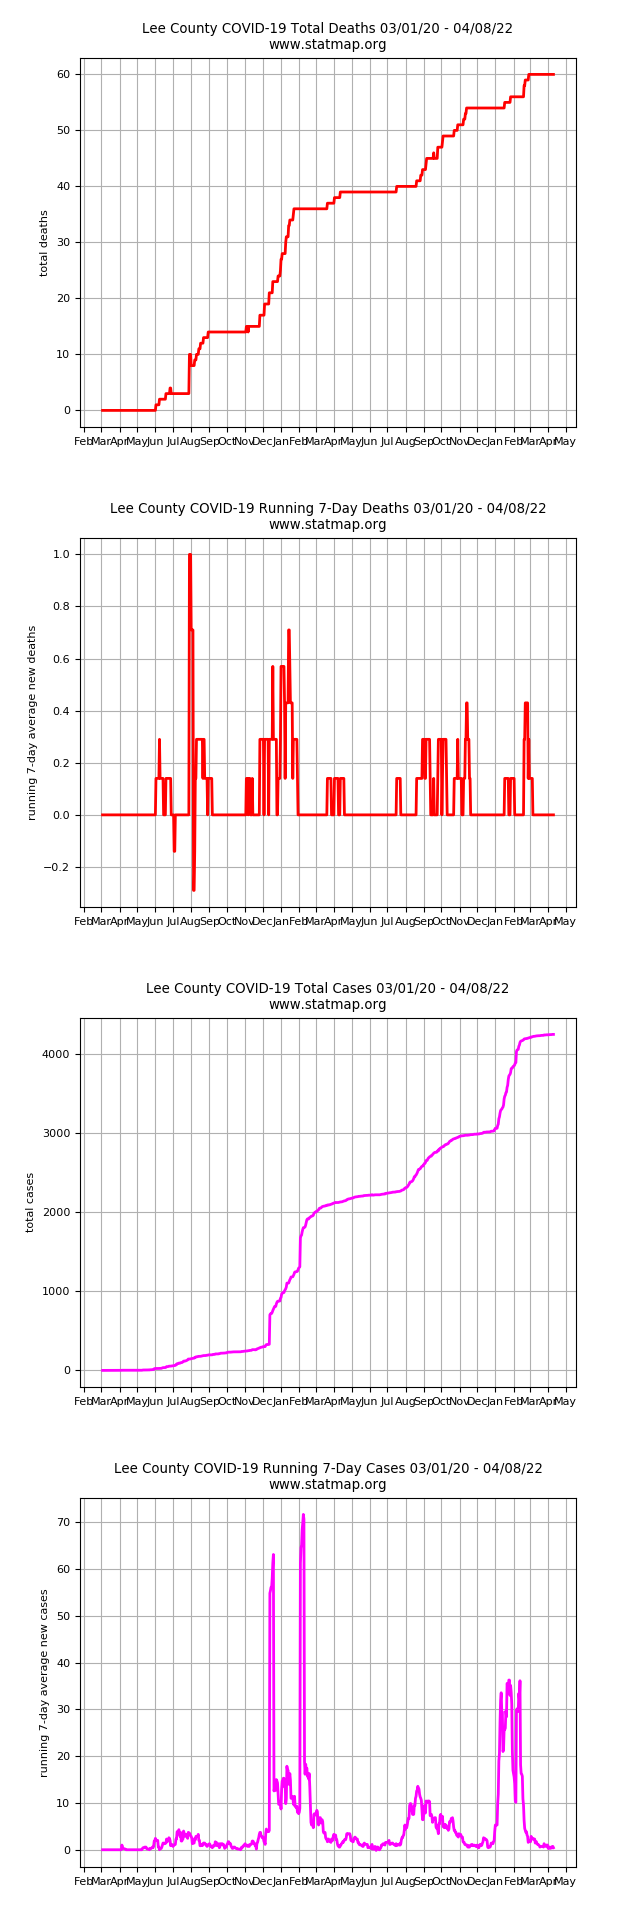 Lee County COVID-19 Total Deaths 03/01/20 - 04/08/22
www.statmap.org
60
50
40
30
20
10
0
total deaths
Feb Mar Apr May Jun Jul Aug Sep Oct Nov Dec Jan Feb Mar Apr May Jun Jul Aug Sep Oct Nov Dec Jan Feb Mar Apr May
Lee County COVID-19 Running 7-Day Deaths 03/01/20 - 04/08/22
www.statmap.org
1.0
0.8
0.6
0.4
0.2
0.0
−0.2
running 7-day average new deaths
Feb Mar Apr May Jun Jul Aug Sep Oct Nov Dec Jan Feb Mar Apr May Jun Jul Aug Sep Oct Nov Dec Jan Feb Mar Apr May
Lee County COVID-19 Total Cases 03/01/20 - 04/08/22
www.statmap.org
4000
3000
2000
1000
0
total cases
Feb Mar Apr May Jun Jul Aug Sep Oct Nov Dec Jan Feb Mar Apr May Jun Jul Aug Sep Oct Nov Dec Jan Feb Mar Apr May
Lee County COVID-19 Running 7-Day Cases 03/01/20 - 04/08/22
www.statmap.org
70
60
50
40
30
20
10
0
running 7-day average new cases
Feb Mar Apr May Jun Jul Aug Sep Oct Nov Dec Jan Feb Mar Apr May Jun Jul Aug Sep Oct Nov Dec Jan Feb Mar Apr May